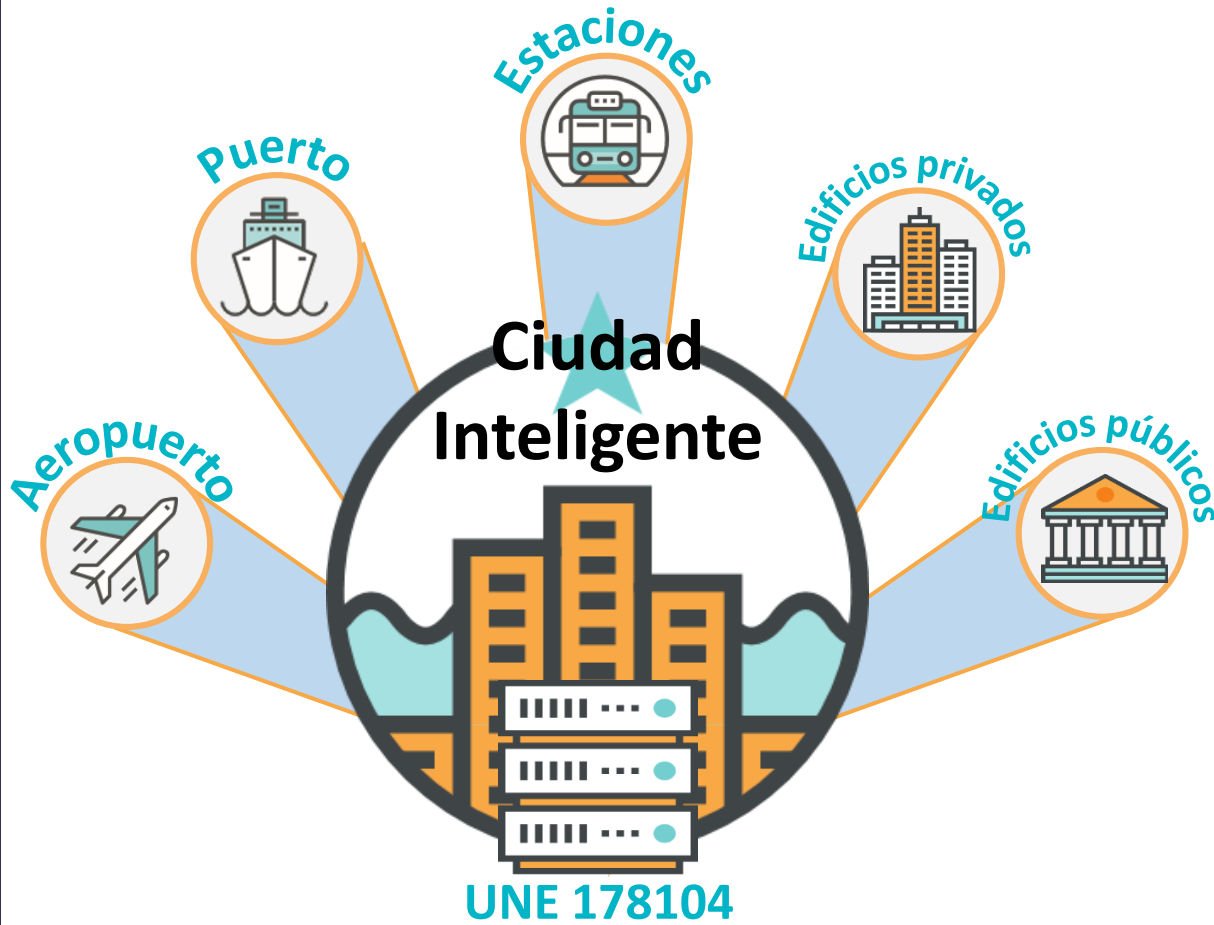 Estaciones
Puerto
Edificios privados
Ciudad
Inteligente
Aeropuerto
Edificios públicos
UNE 178104